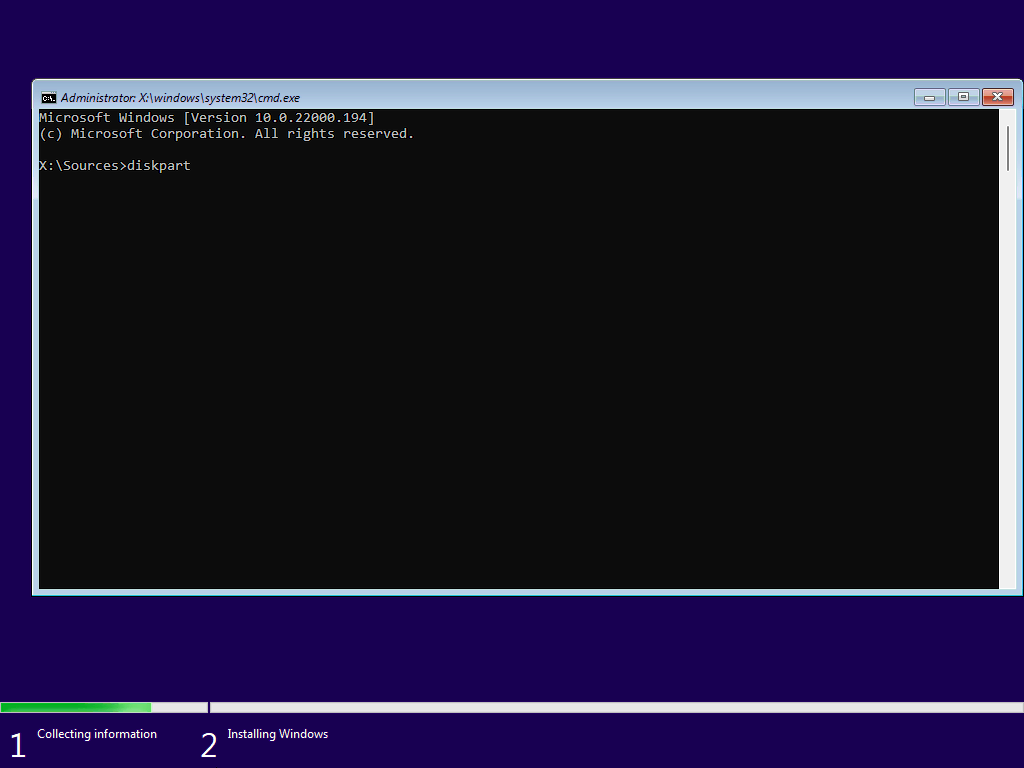 Administrator: X:\windows\system32\cmd.exe
Microsoft Windows [Version 10.0.22000.194]
(c) Microsoft Corporation. All rights reserved.
X:\Sources>diskpart
1 Collecting information
2 Installing Windows